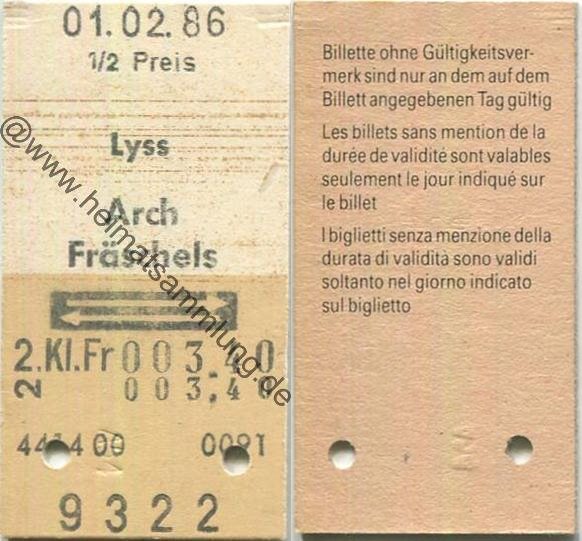 01.02.86
1/2 Preis
Lyss
Arch
Fräschels
2.Kl.Fr 003.40
2 003.40
4414 00 0091
9322
@www.heimatsammlung.de
Billette ohne Gültigkeitsver-
merk sind nur an dem auf dem
Billett angegebenen Tag gültig
Les billets sans mention de la
durée de validité sont valables
seulement le jour indiqué sur
le billet
I biglietti senza menzione della
durata di validità sono validi
soltanto nel giorno indicato
sul biglietto